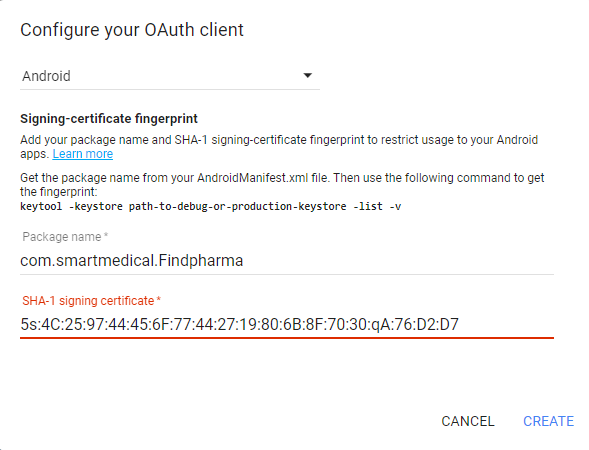 Configure your OAuth client
Android
Signing-certificate fingerprint
Add your package name and SHA-1 signing-certificate fingerprint to restrict usage to your Android
apps. Learn more
Get the package name from your AndroidManifest.xml file. Then use the following command to get
the fingerprint:
keytool -keystore path-to-debug-or-production-keystore -list -v
Package name *
com.smartmedical.Findpharma
SHA-1 signing certificate *
5s:4C:25:97:44:45:6F:77:44:27:19:80:6B:8F:70:30:qA:76:D2:D7
CANCEL
CREATE